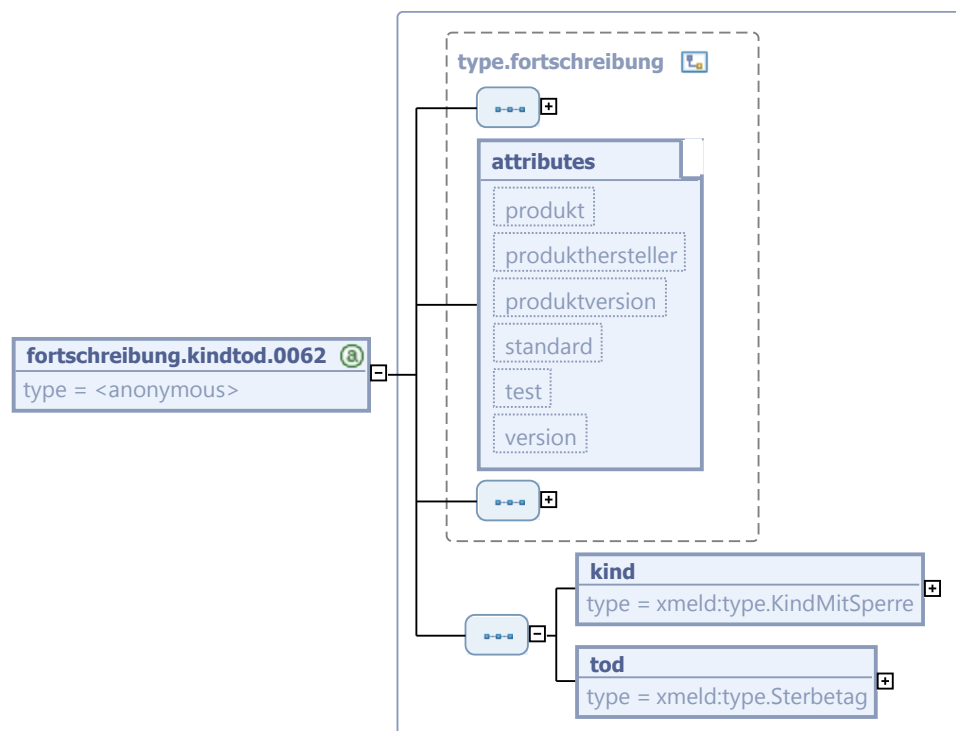 type.fortschreibung
attributes
produkt
produkthersteller
produktversion
standard
test
version
fortschreibung.kindtod.0062
type = <anonymous>
kind
type = xmeld:type.KindMitSperre
tod
type = xmeld:type.Sterbetag